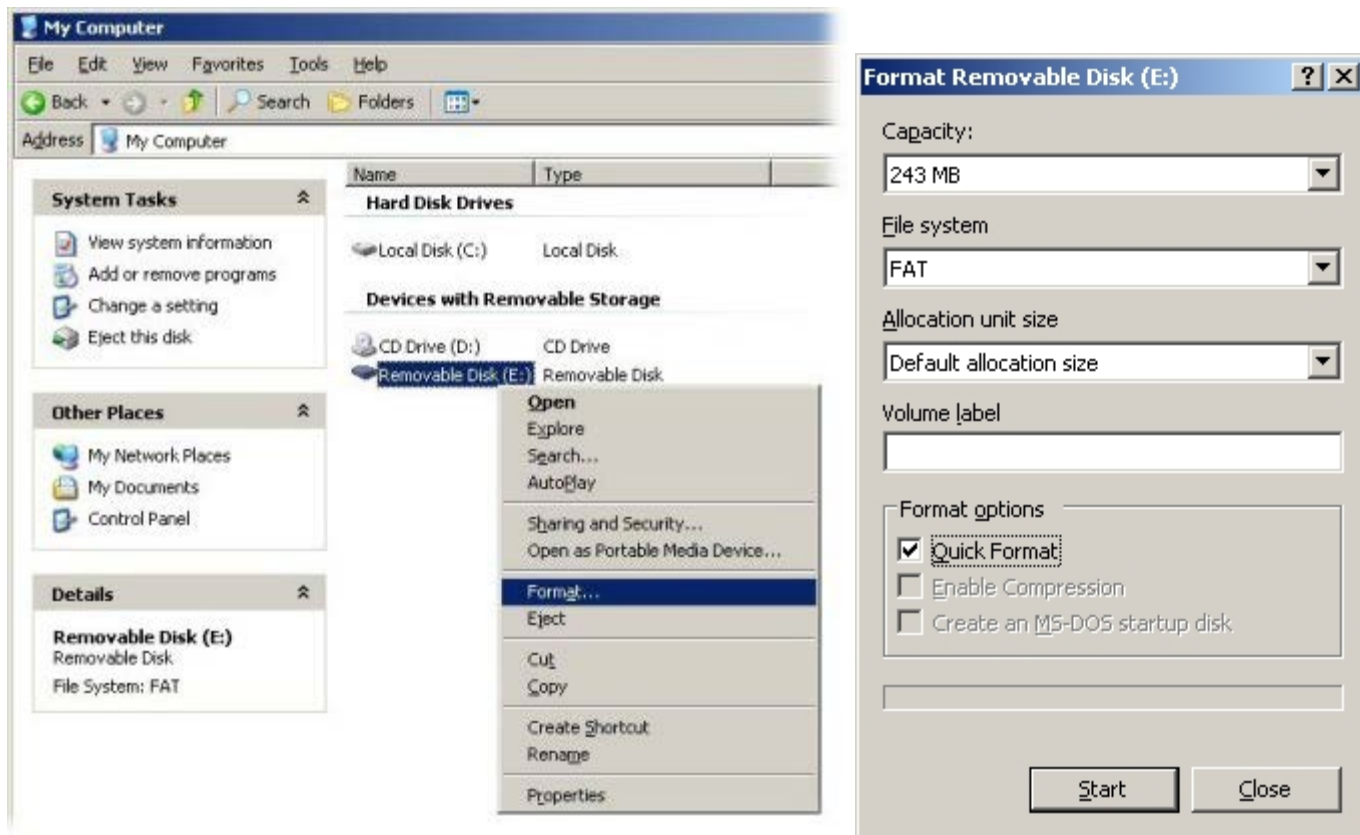 My Computer
File Edit View Favorites Tools Help
Back Search Folders
Address My Computer
System Tasks
View system information
Add or remove programs
Change a setting
Eject this disk
Other Places
My Network Places
My Documents
Control Panel
Details
Removable Disk (E:)
Removable Disk
File System: FAT
Name Type
Hard Disk Drives
Local Disk (C:) Local Disk
Devices with Removable Storage
CD Drive (D:) CD Drive
Removable Disk (E:) Removable Disk
Open
Explore
Search...
AutoPlay
Sharing and Security...
Open as Portable Media Device...
Format...
Eject
Cut
Copy
Create Shortcut
Rename
Properties
Format Removable Disk (E:)
Capacity:
243 MB
File system
FAT
Allocation unit size
Default allocation size
Volume label
Format options
Quick Format
Enable Compression
Create an MS-DOS startup disk
Start Close